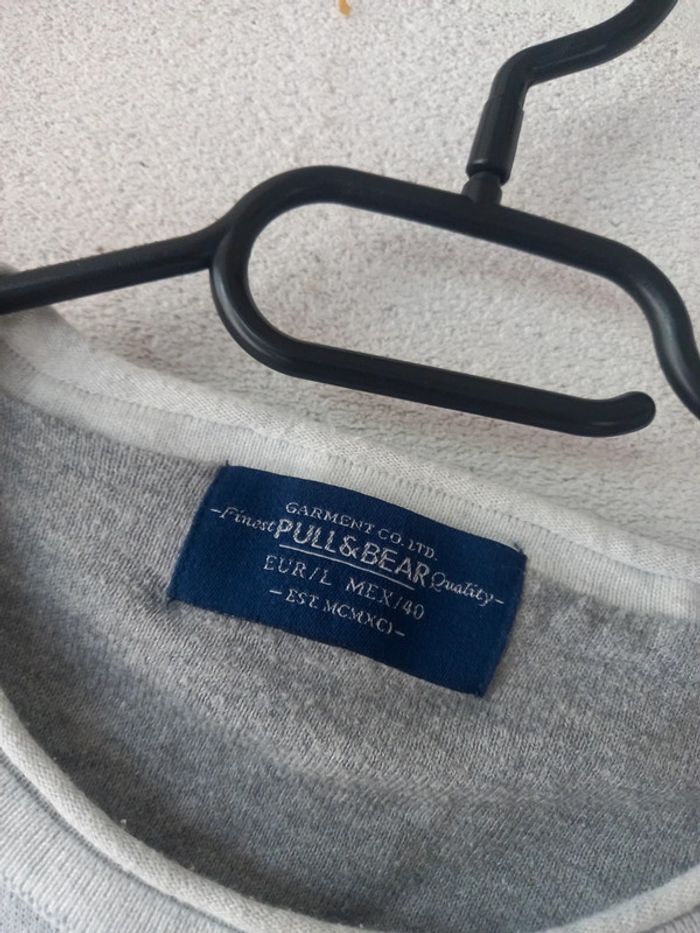 GARMENT CO. LTD.
-Finest PULL&BEAR Quality-
EUR/L MEX/40
-EST. MCMXCI-